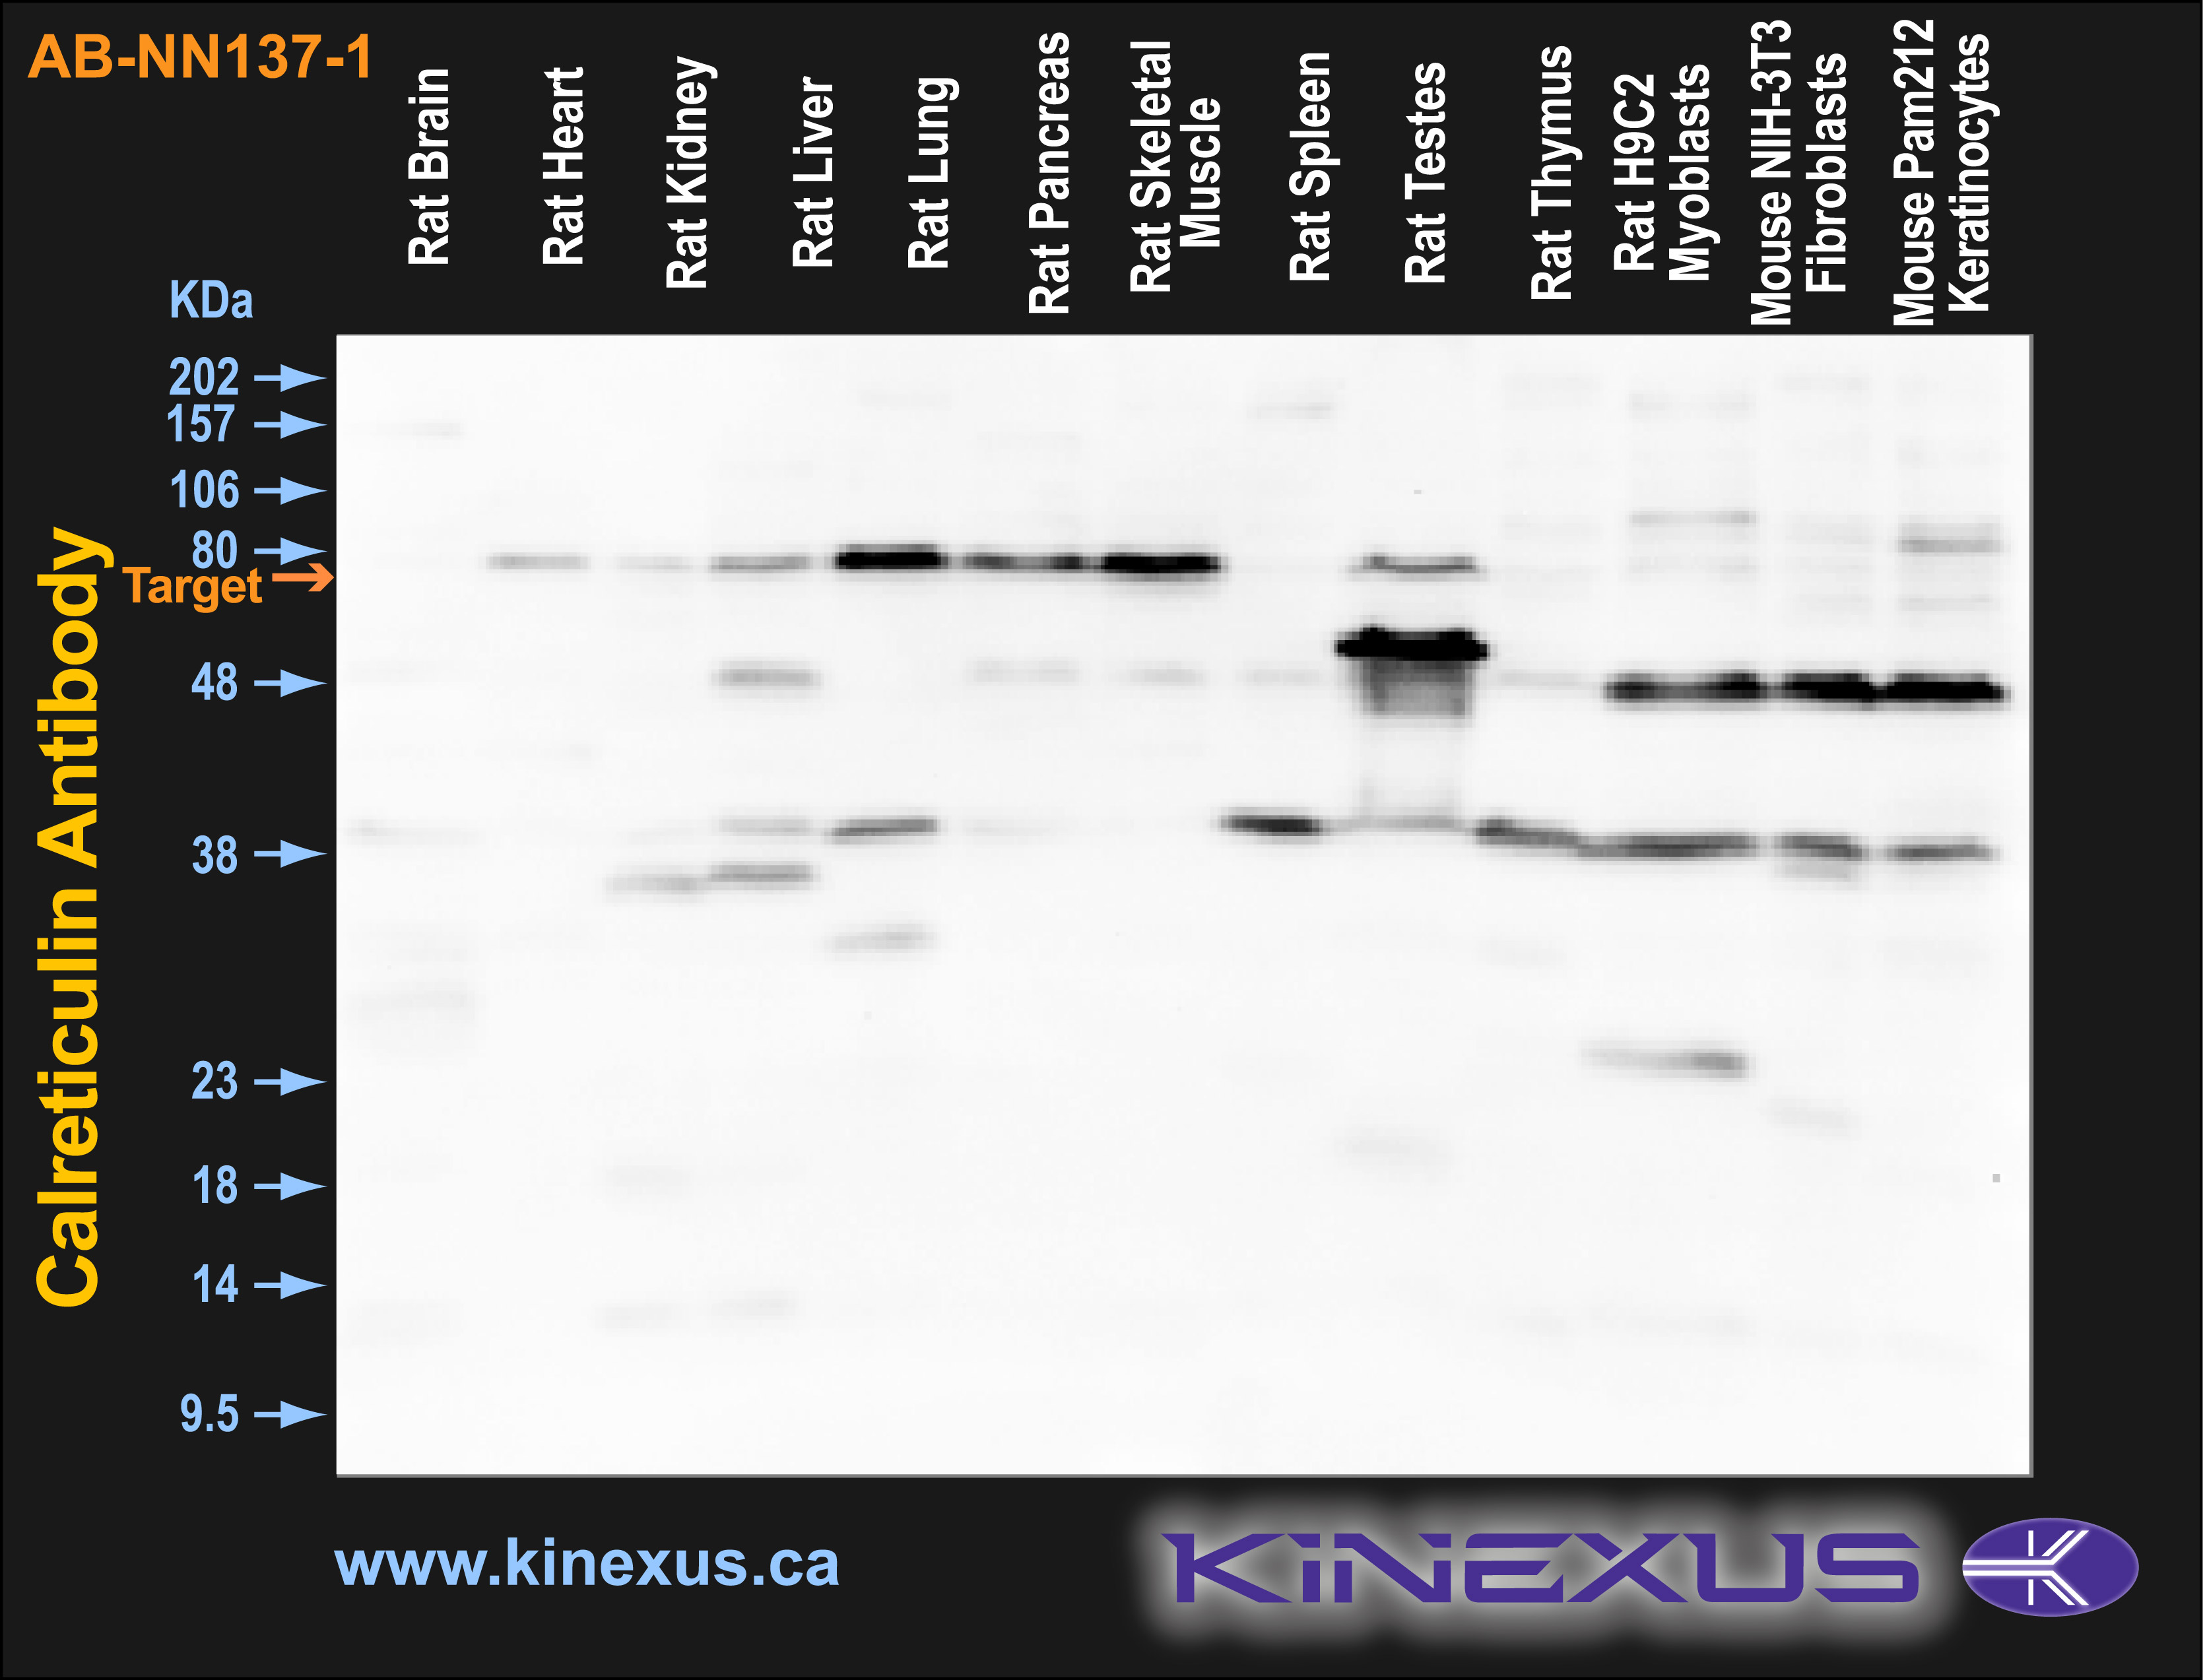 AB-NN137-1
Rat Brain
Rat Heart
Rat Kidney
Rat Liver
Rat Lung
Rat Pancreas
Rat Skeletal
Muscle
Rat Spleen
Rat Testes
Rat Thymus
Rat H9C2
Myoblasts
Mouse NIH-3T3
Fibroblasts
Mouse Pam212
Keratinocytes
KDa
202
157
106
80
Target
48
38
23
18
14
9.5
Calreticulin Antibody
www.kinexus.ca
KiNEXUS